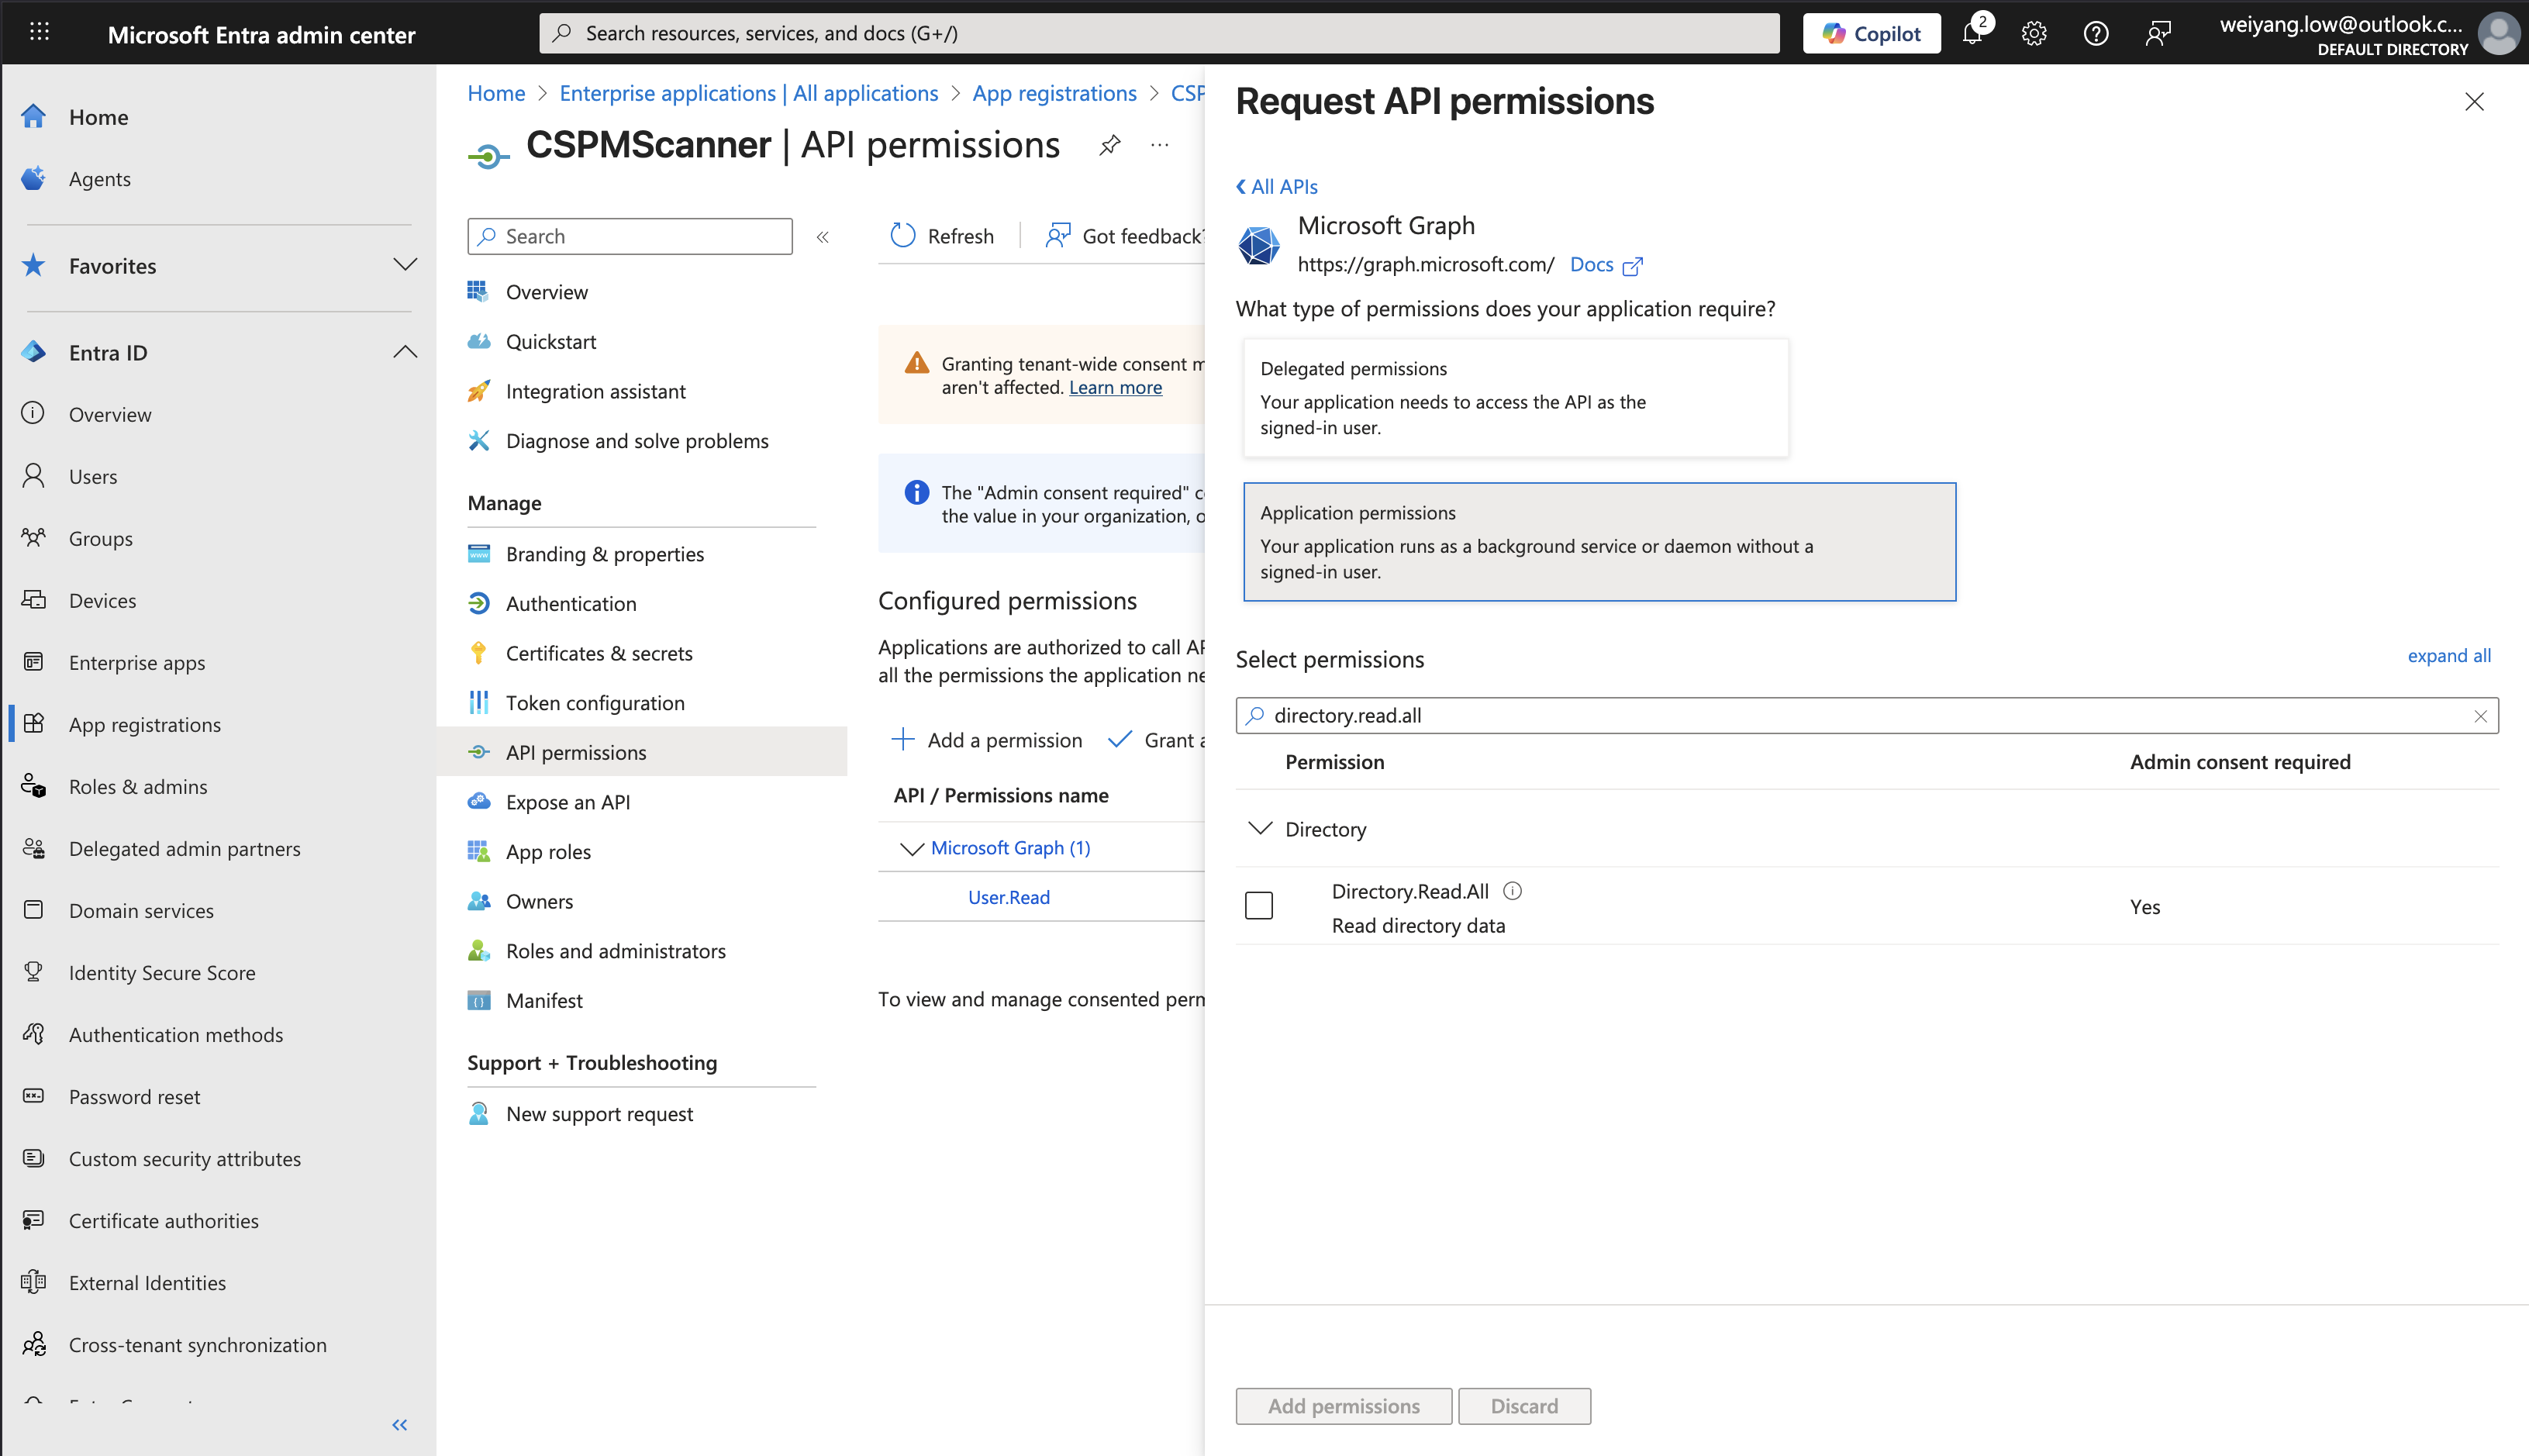 Microsoft Entra admin center
Search resources, services, and docs (G+/)
Copilot
2
weiyang.low@outlook.c...
DEFAULT DIRECTORY
Home
Agents
Favorites
Entra ID
Overview
Users
Groups
Devices
Enterprise apps
App registrations
Roles & admins
Delegated admin partners
Domain services
Identity Secure Score
Authentication methods
Password reset
Custom security attributes
Certificate authorities
External Identities
Cross-tenant synchronization
Home > Enterprise applications | All applications > App registrations > CSP
CSPMScanner | API permissions
Search
Overview
Quickstart
Integration assistant
Diagnose and solve problems
Manage
Branding & properties
Authentication
Certificates & secrets
Token configuration
API permissions
Expose an API
App roles
Owners
Roles and administrators
Manifest
Support + Troubleshooting
New support request
Refresh
Got feedback?
Granting tenant-wide consent m
aren't affected. Learn more
The "Admin consent required" c
the value in your organization, o
Configured permissions
Applications are authorized to call AP
all the permissions the application ne
Add a permission
Grant a
API / Permissions name
Microsoft Graph (1)
User.Read
To view and manage consented perm
Request API permissions
All APIs
Microsoft Graph
https://graph.microsoft.com/ Docs
What type of permissions does your application require?
Delegated permissions
Your application needs to access the API as the
signed-in user.
Application permissions
Your application runs as a background service or daemon without a
signed-in user.
Select permissions
expand all
directory.read.all
Permission
Admin consent required
Directory
Directory.Read.All
Read directory data
Yes
Add permissions
Discard